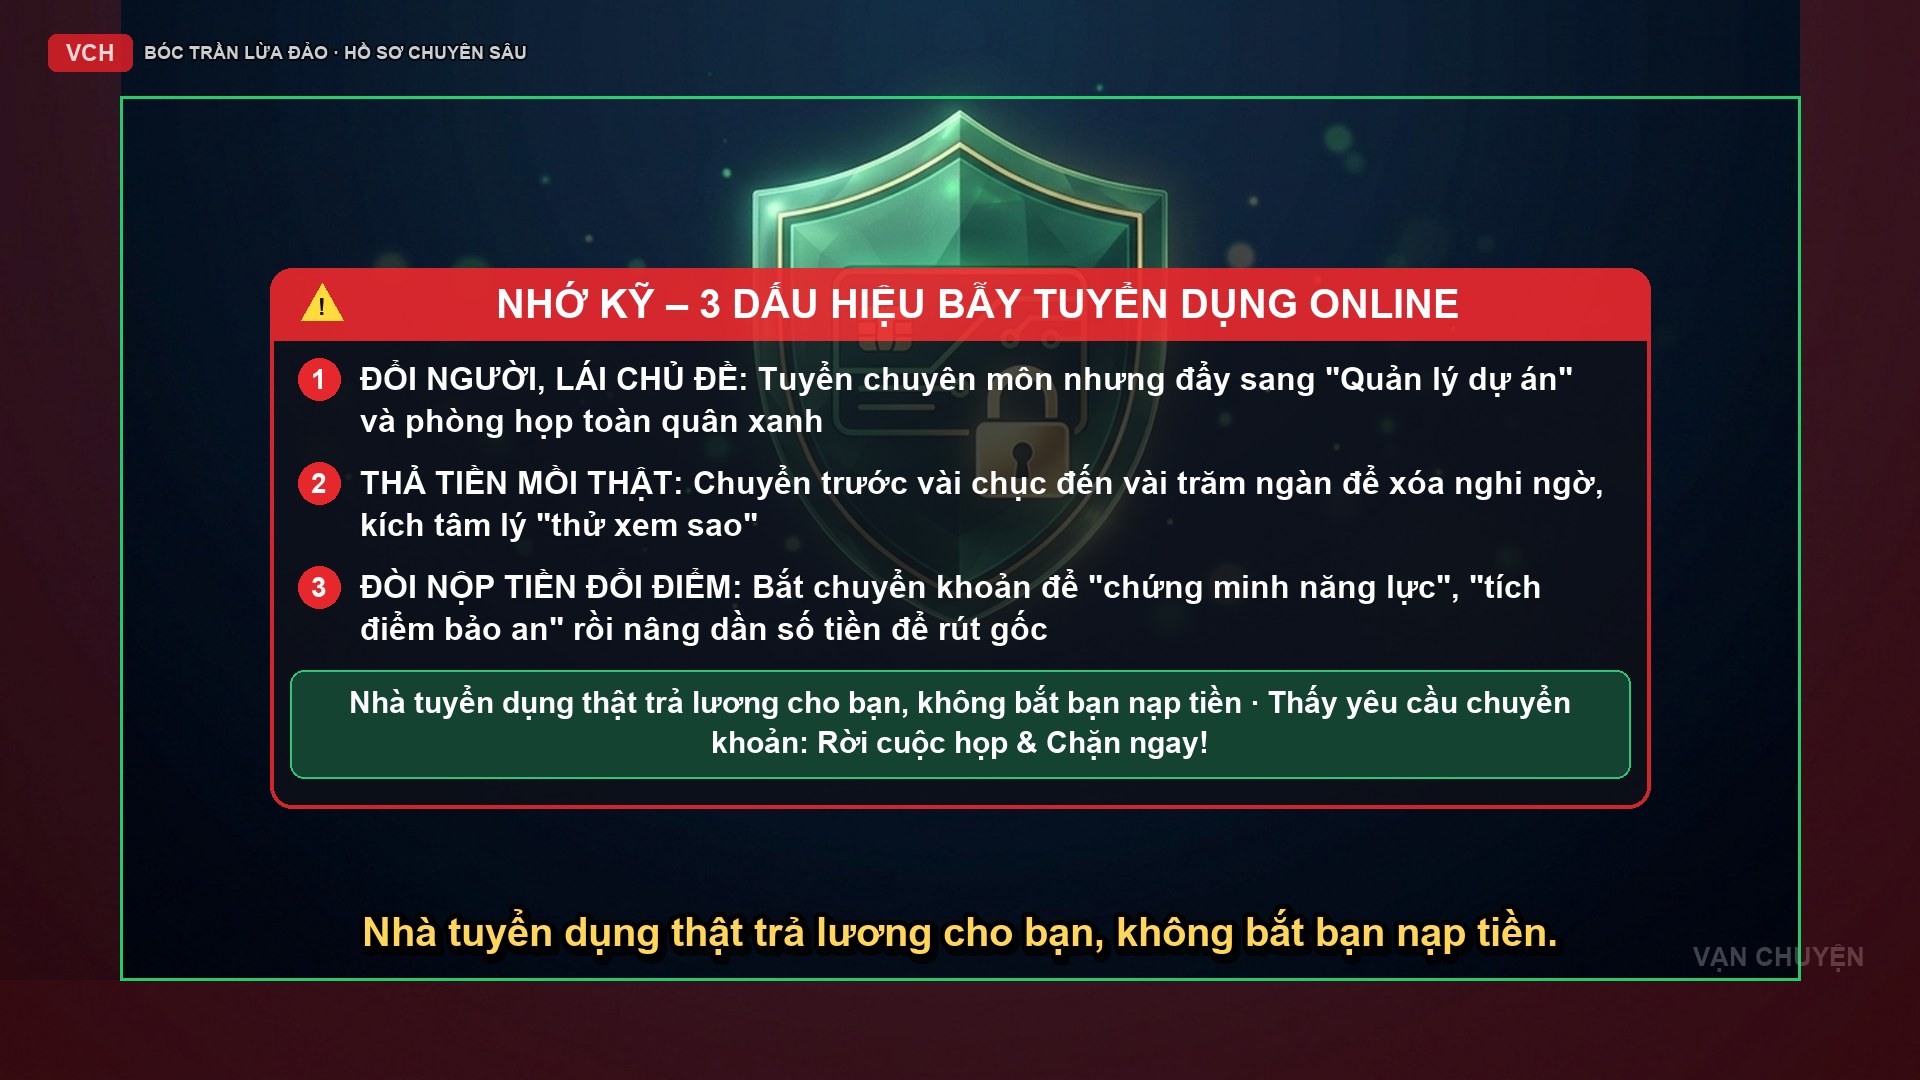 VCH BÓC TRẦN LỪA ĐẢO · HỒ SƠ CHUYÊN SÂU
! NHỚ KỸ – 3 DẤU HIỆU BẪY TUYỂN DỤNG ONLINE
1 ĐỔI NGƯỜI, LÁI CHỦ ĐỀ: Tuyển chuyên môn nhưng đẩy sang "Quản lý dự án"
và phòng họp toàn quân xanh
2 THẢ TIỀN MỒI THẬT: Chuyển trước vài chục đến vài trăm ngàn để xóa nghi ngờ,
kích tâm lý "thử xem sao"
3 ĐÒI NỘP TIỀN ĐỔI ĐIỂM: Bắt chuyển khoản để "chứng minh năng lực", "tích
điểm bảo an" rồi nâng dần số tiền để rút gốc
Nhà tuyển dụng thật trả lương cho bạn, không bắt bạn nạp tiền · Thấy yêu cầu chuyển
khoản: Rời cuộc họp & Chặn ngay!
Nhà tuyển dụng thật trả lương cho bạn, không bắt bạn nạp tiền.
VẠN CHUYỆN